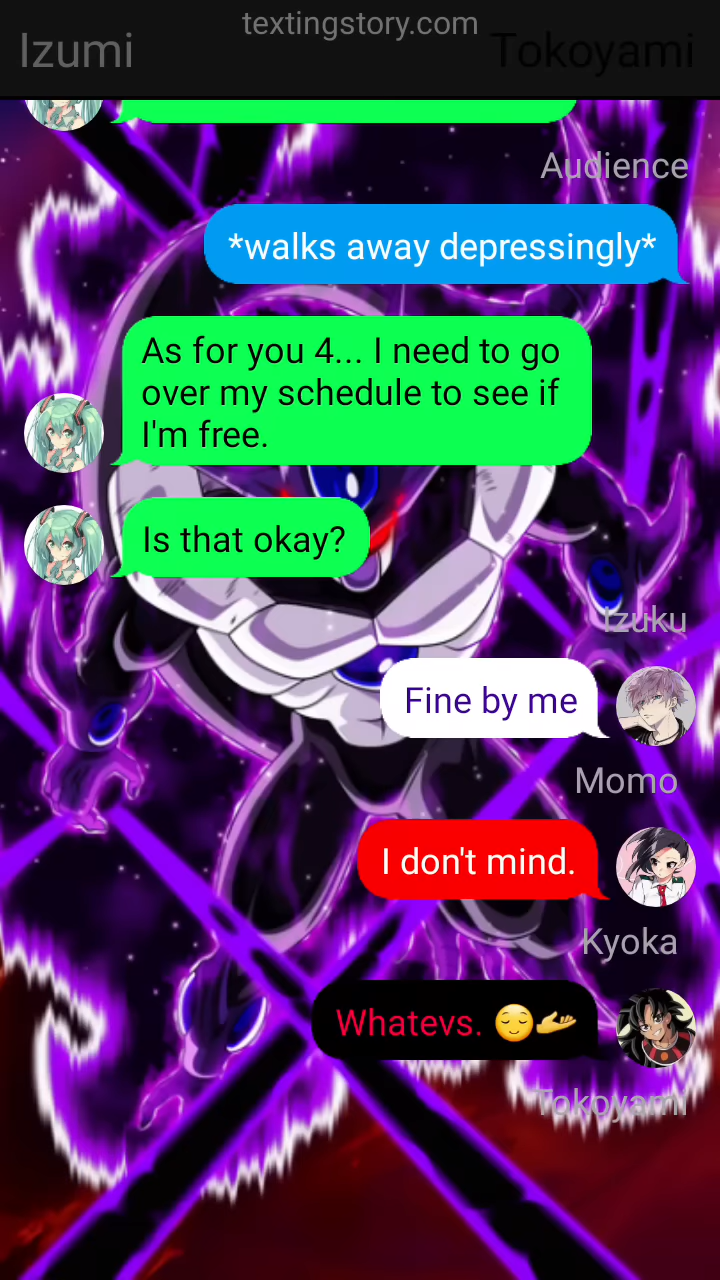 textingstory.com
Izumi
Tokoyami
Audience
*walks away depressingly*
As for you 4... I need to go
over my schedule to see if
I'm free.
Is that okay?
Izuku
Fine by me
Momo
I don't mind.
Kyoka
Whatevs. 😌🫴
Tokoyami